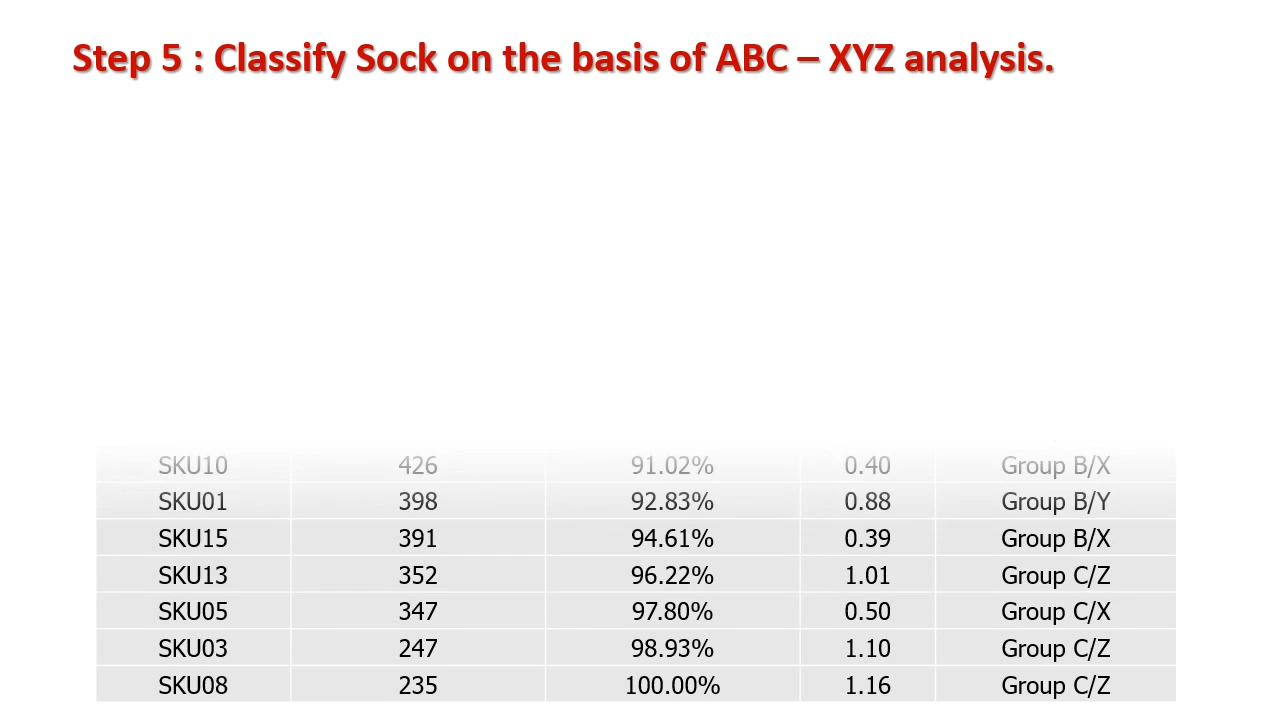 Step 5 : Classify Sock on the basis of ABC – XYZ analysis.
SKU10 426 91.02% 0.40 Group B/X
SKU01 398 92.83% 0.88 Group B/Y
SKU15 391 94.61% 0.39 Group B/X
SKU13 352 96.22% 1.01 Group C/Z
SKU05 347 97.80% 0.50 Group C/X
SKU03 247 98.93% 1.10 Group C/Z
SKU08 235 100.00% 1.16 Group C/Z